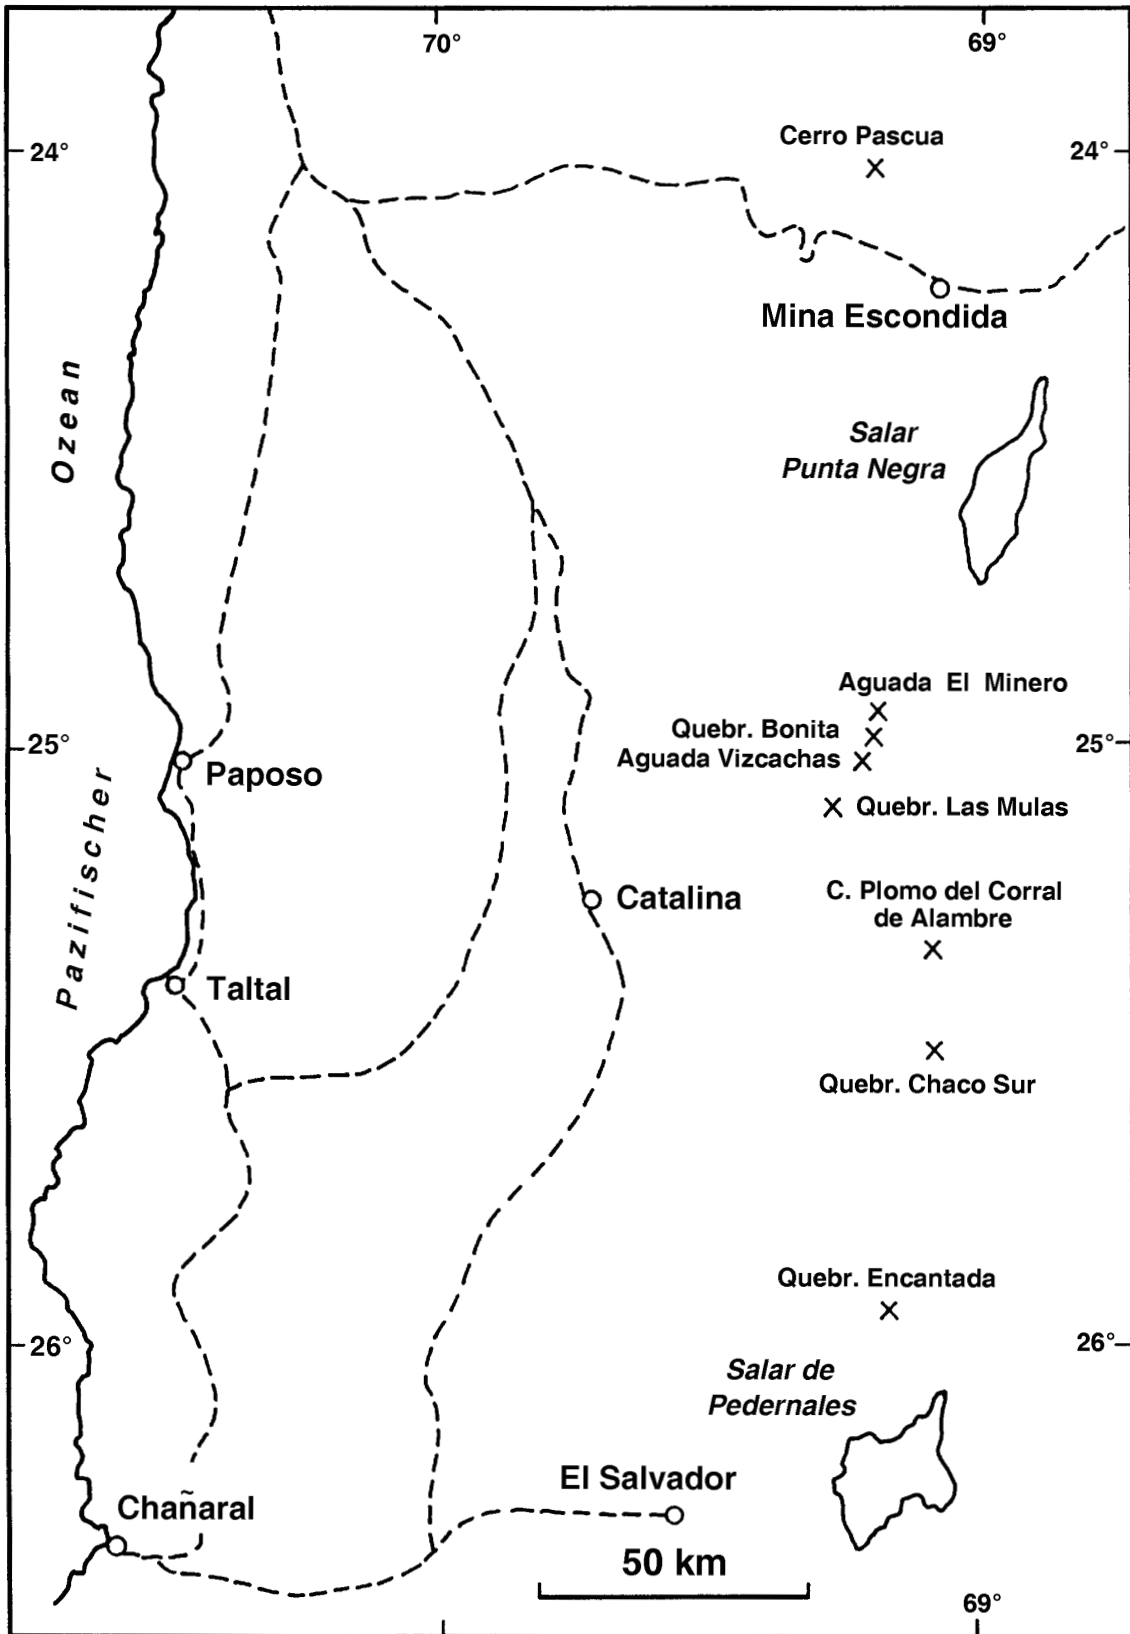 70°
69°
Cerro Pascua
24°
24°
Mina Escondida
Ozean
Salar
Punta Negra
Aguada El Minero
Quebr. Bonita
25°
25°
Aguada Vizcachas
Paposo
Quebr. Las Mulas
Pazifischer
Catalina
C. Plomo del Corral
de Alambre
Taltal
Quebr. Chaco Sur
Quebr. Encantada
26°
26°
Salar de
Pedernales
El Salvador
Chañaral
50 km
69°